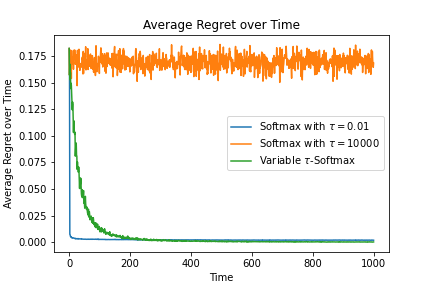 Average Regret over Time
Average Regret over Time
0.175
0.150
0.125
0.100
0.075
0.050
0.025
0.000
Softmax with τ = 0.01
Softmax with τ = 10000
Variable τ-Softmax
0 200 400 600 800 1000
Time